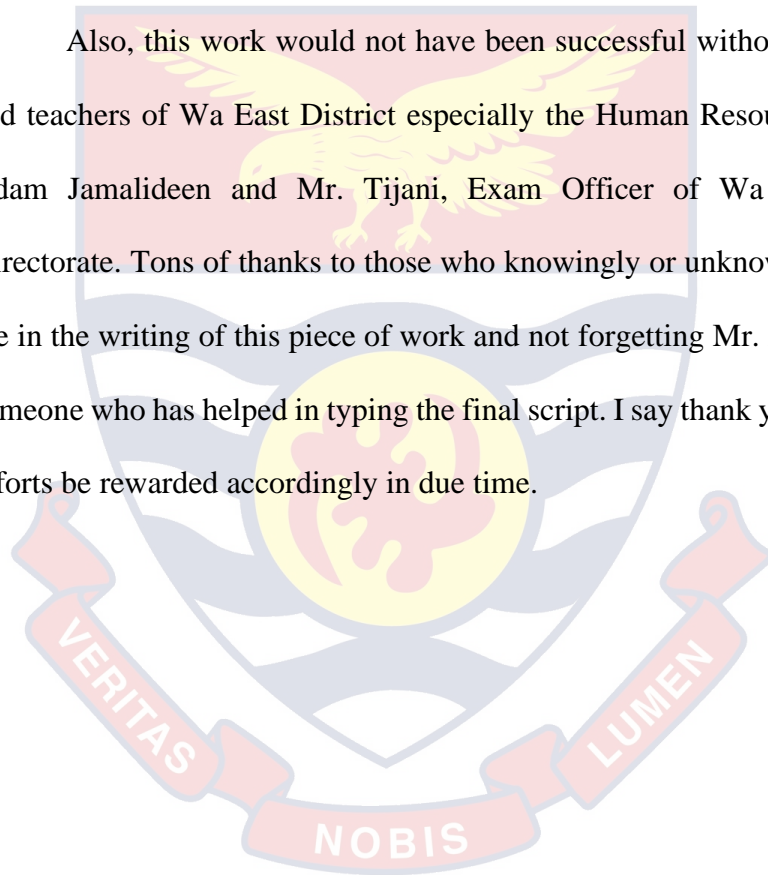 Also, this work would not have been successful witho
d teachers of Wa East District especially the Human Resou
dam Jamalideen and Mr. Tijani, Exam Officer of Wa
irectorate. Tons of thanks to those who knowingly or unknow
e in the writing of this piece of work and not forgetting Mr.
meone who has helped in typing the final script. I say thank y
forts be rewarded accordingly in due time.
VERITAS
NOBIS
LUMEN